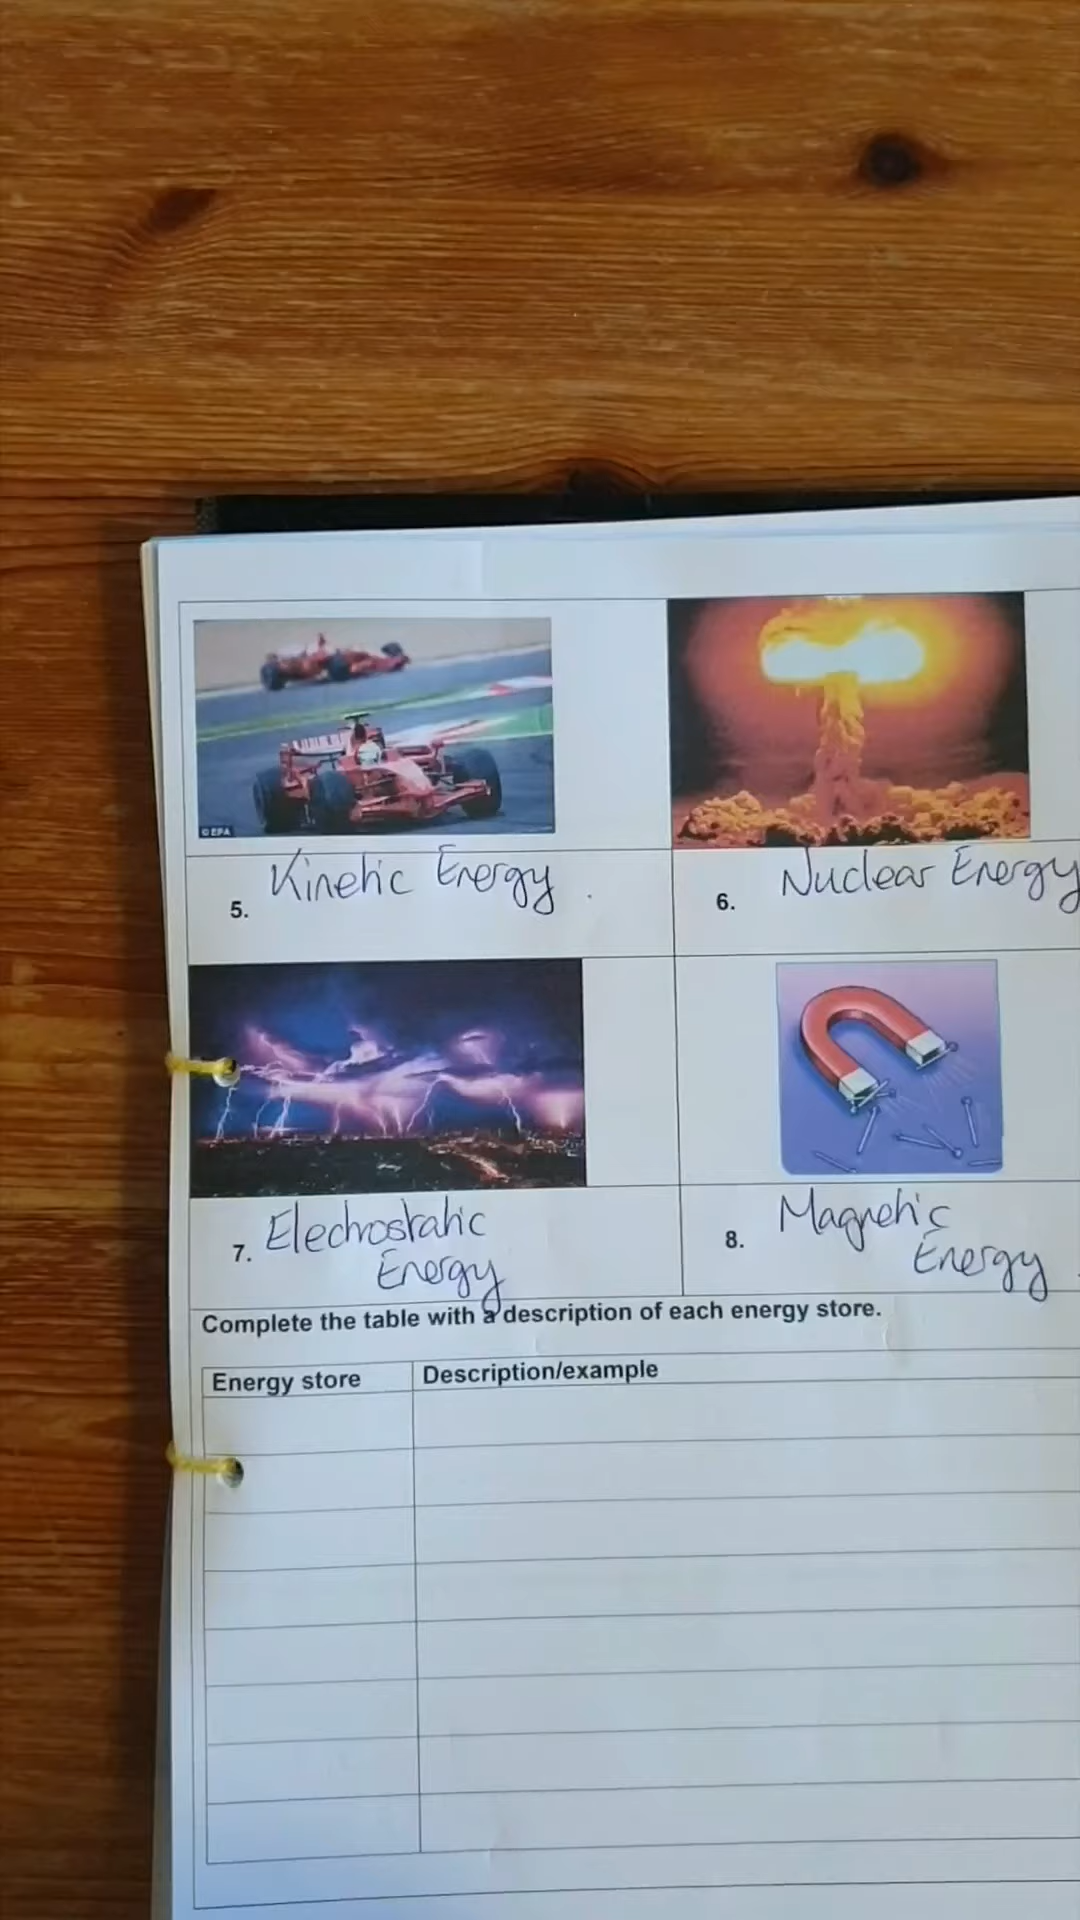 © EPA
5. Kinetic Energy.
6. Nuclear Energy
7. Electrostatic
Energy
8. Magnetic
Energy.
Complete the table with a description of each energy store.
Energy store
Description/example